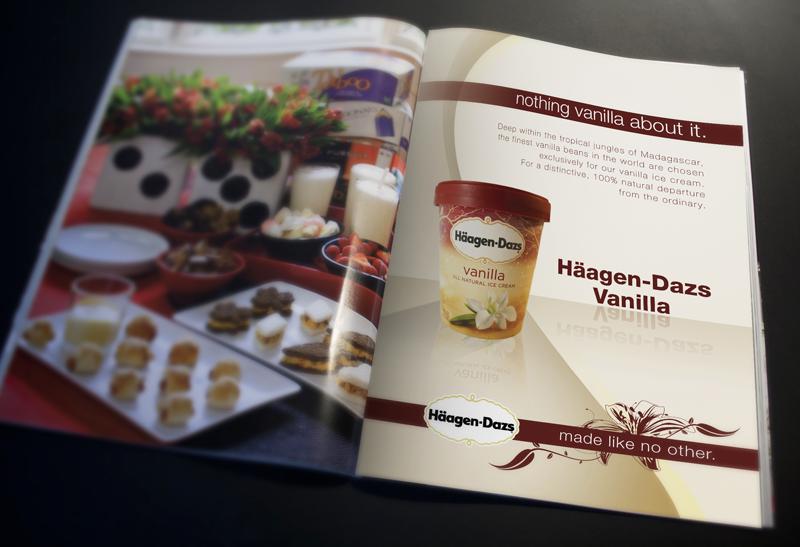 nothing vanilla about it.
Deep within the tropical jungles of Madagascar,
the finest vanilla beans in the world are chosen
exclusively for our vanilla ice cream.
For a distinctive, 100% natural departure
from the ordinary.
Häagen-Dazs
vanilla
ALL NATURAL ICE CREAM
Häagen-Dazs
Vanilla
Häagen-Dazs
made like no other.